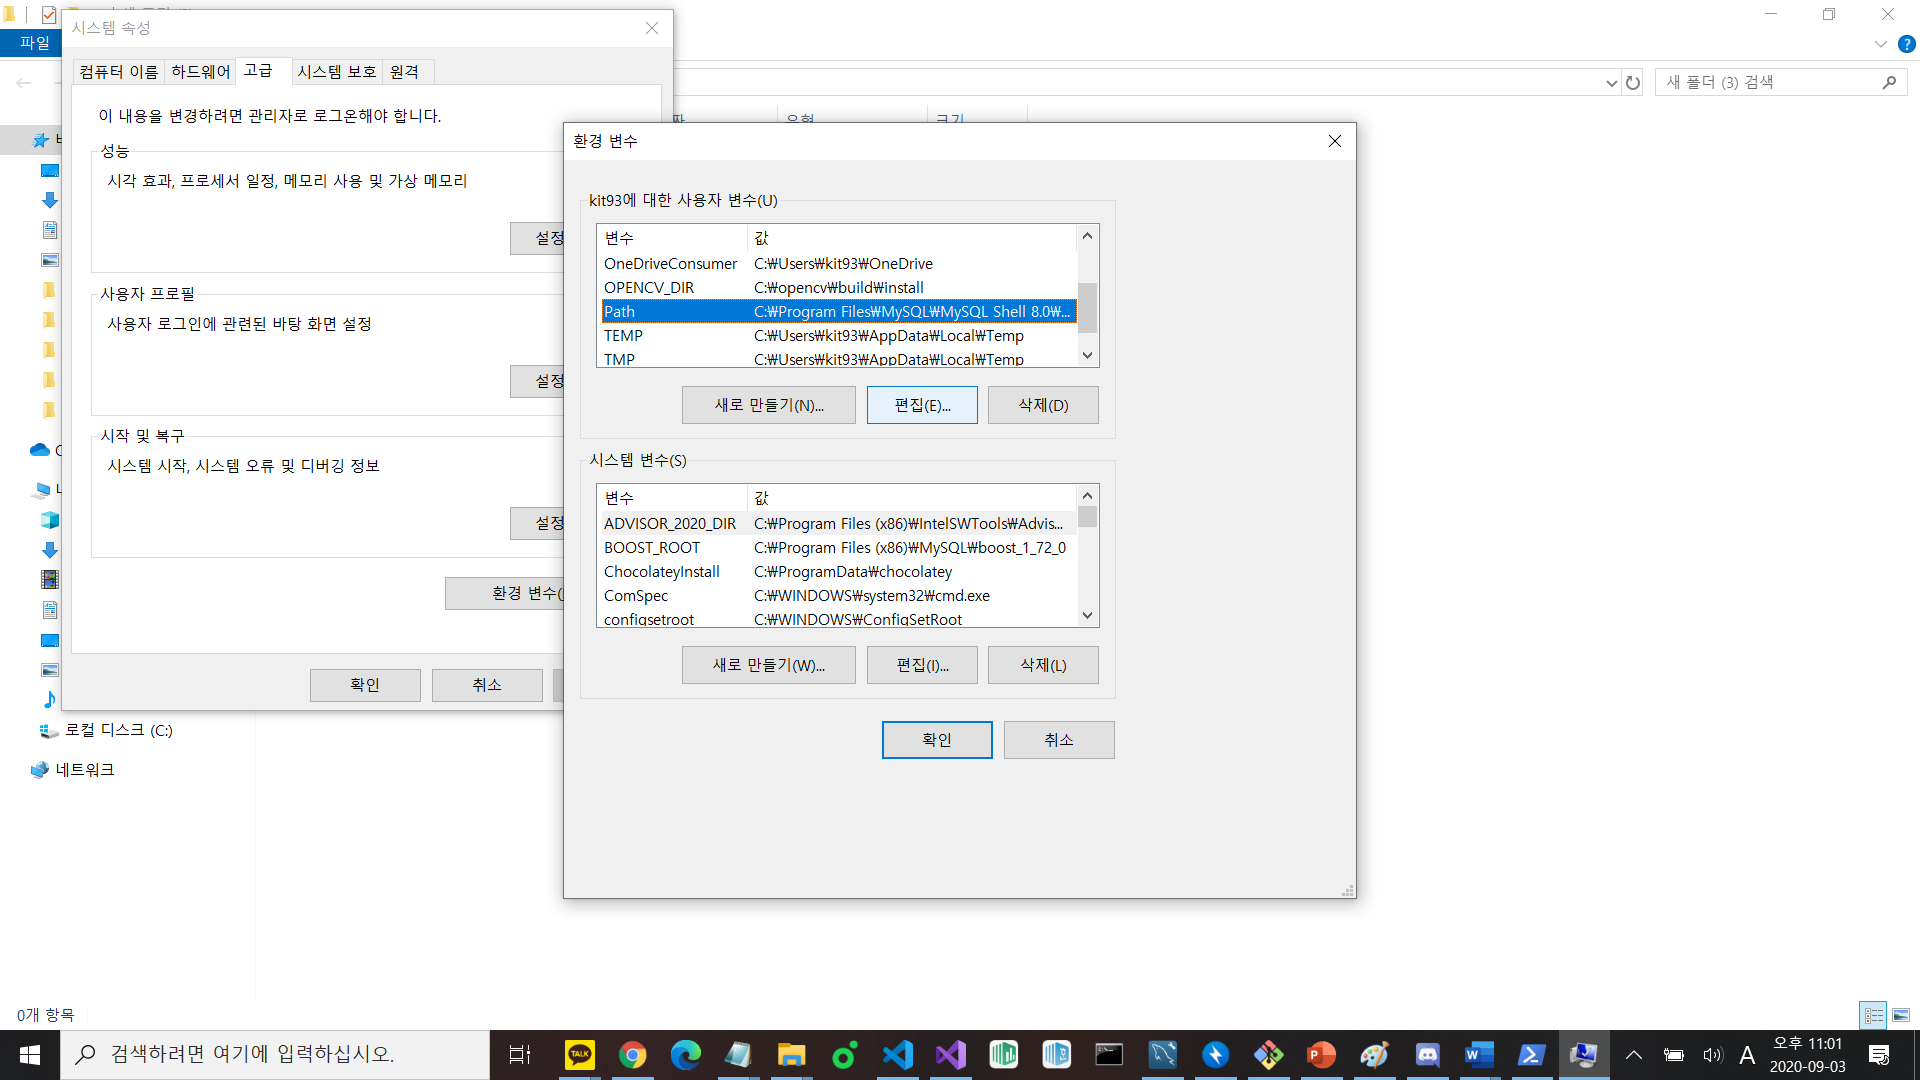 파일
시스템 속성
컴퓨터 이름 하드웨어 고급 시스템 보호 원격
이 내용을 변경하려면 관리자로 로그온해야 합니다.
성능
시각 효과, 프로세서 일정, 메모리 사용 및 가상 메모리
설정
사용자 프로필
사용자 로그인에 관련된 바탕 화면 설정
설정
시작 및 복구
시스템 시작, 시스템 오류 및 디버깅 정보
설정
환경 변수(
확인 취소
새 폴더 (3) 검색
유형 크기
환경 변수
kit93에 대한 사용자 변수(U)
변수 값
OneDriveConsumer C:₩Users₩kit93₩OneDrive
OPENCV_DIR C:₩opencv₩build₩install
Path C:₩Program Files₩MySQL₩MySQL Shell 8.0₩...
TEMP C:₩Users₩kit93₩AppData₩Local₩Temp
TMP C:₩Users₩kit93₩AppData₩Local₩Temp
새로 만들기(N)... 편집(E)... 삭제(D)
시스템 변수(S)
변수 값
ADVISOR_2020_DIR C:₩Program Files (x86)₩IntelSWTools₩Advis...
BOOST_ROOT C:₩Program Files (x86)₩MySQL₩boost_1_72_0
ChocolateyInstall C:₩ProgramData₩chocolatey
ComSpec C:₩WINDOWS₩system32₩cmd.exe
configsetroot C:₩WINDOWS₩ConfigSetRoot
새로 만들기(W)... 편집(I)... 삭제(L)
확인 취소
로컬 디스크 (C:)
네트워크
0개 항목
검색하려면 여기에 입력하십시오.
TALK
A
오후 11:01
2020-09-03